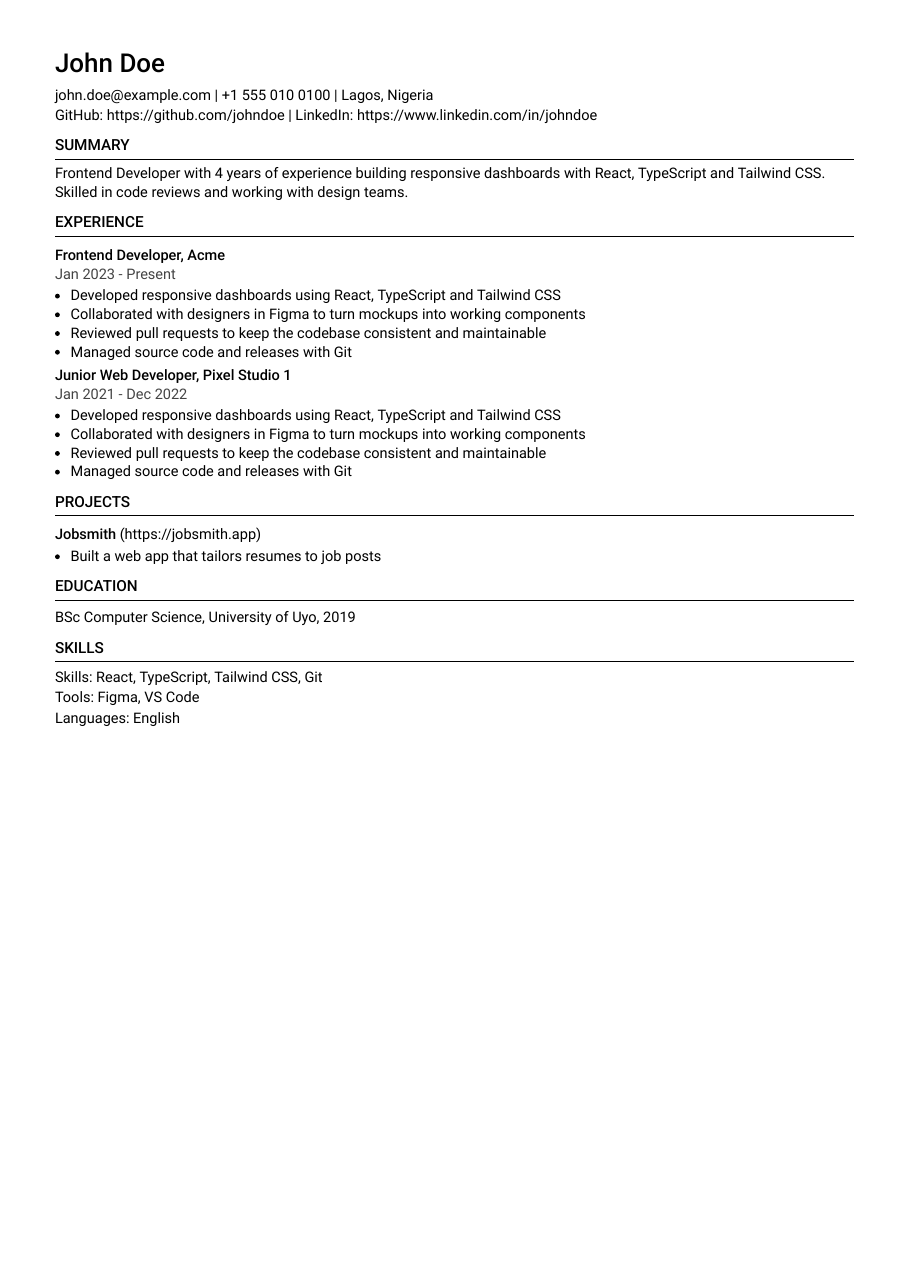 John Doe
john.doe@example.com | +1 555 010 0100 | Lagos, Nigeria
GitHub: https://github.com/johndoe | LinkedIn: https://www.linkedin.com/in/johndoe
SUMMARY
Frontend Developer with 4 years of experience building responsive dashboards with React, TypeScript and Tailwind CSS.
Skilled in code reviews and working with design teams.
EXPERIENCE
Frontend Developer, Acme
Jan 2023 - Present
• Developed responsive dashboards using React, TypeScript and Tailwind CSS
• Collaborated with designers in Figma to turn mockups into working components
• Reviewed pull requests to keep the codebase consistent and maintainable
• Managed source code and releases with Git
Junior Web Developer, Pixel Studio 1
Jan 2021 - Dec 2022
• Developed responsive dashboards using React, TypeScript and Tailwind CSS
• Collaborated with designers in Figma to turn mockups into working components
• Reviewed pull requests to keep the codebase consistent and maintainable
• Managed source code and releases with Git
PROJECTS
Jobsmith (https://jobsmith.app)
• Built a web app that tailors resumes to job posts
EDUCATION
BSc Computer Science, University of Uyo, 2019
SKILLS
Skills: React, TypeScript, Tailwind CSS, Git
Tools: Figma, VS Code
Languages: English